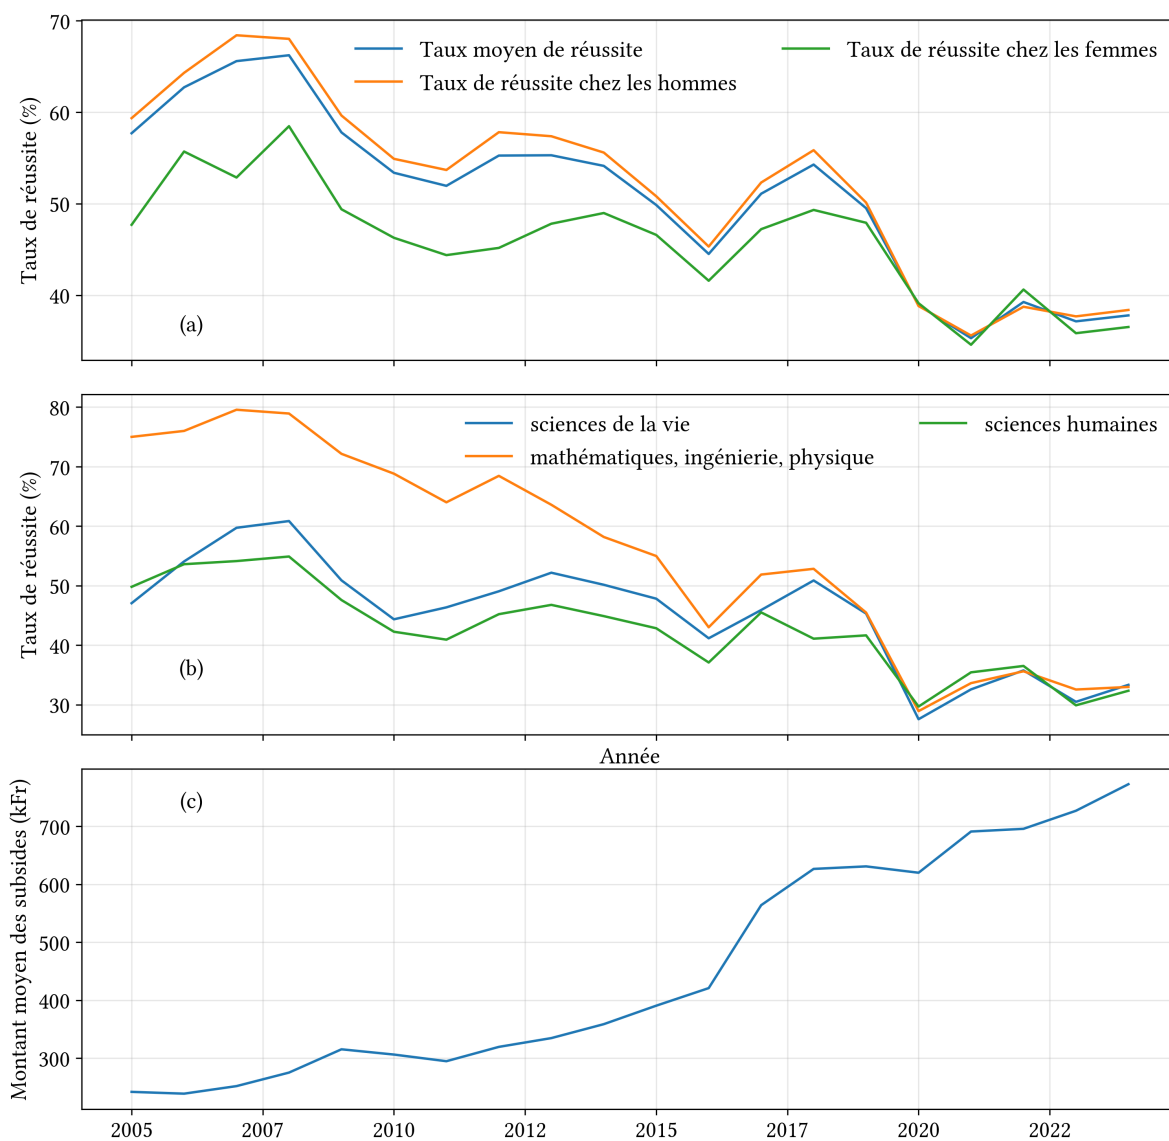 70
60
50
40
Taux de réussite (%)
Taux moyen de réussite
Taux de réussite chez les hommes
Taux de réussite chez les femmes
(a)
80
70
60
50
40
30
Taux de réussite (%)
sciences de la vie
mathématiques, ingénierie, physique
sciences humaines
(b)
Année
700
600
500
400
300
Montant moyen des subsides (kFr)
(c)
2005 2007 2010 2012 2015 2017 2020 2022